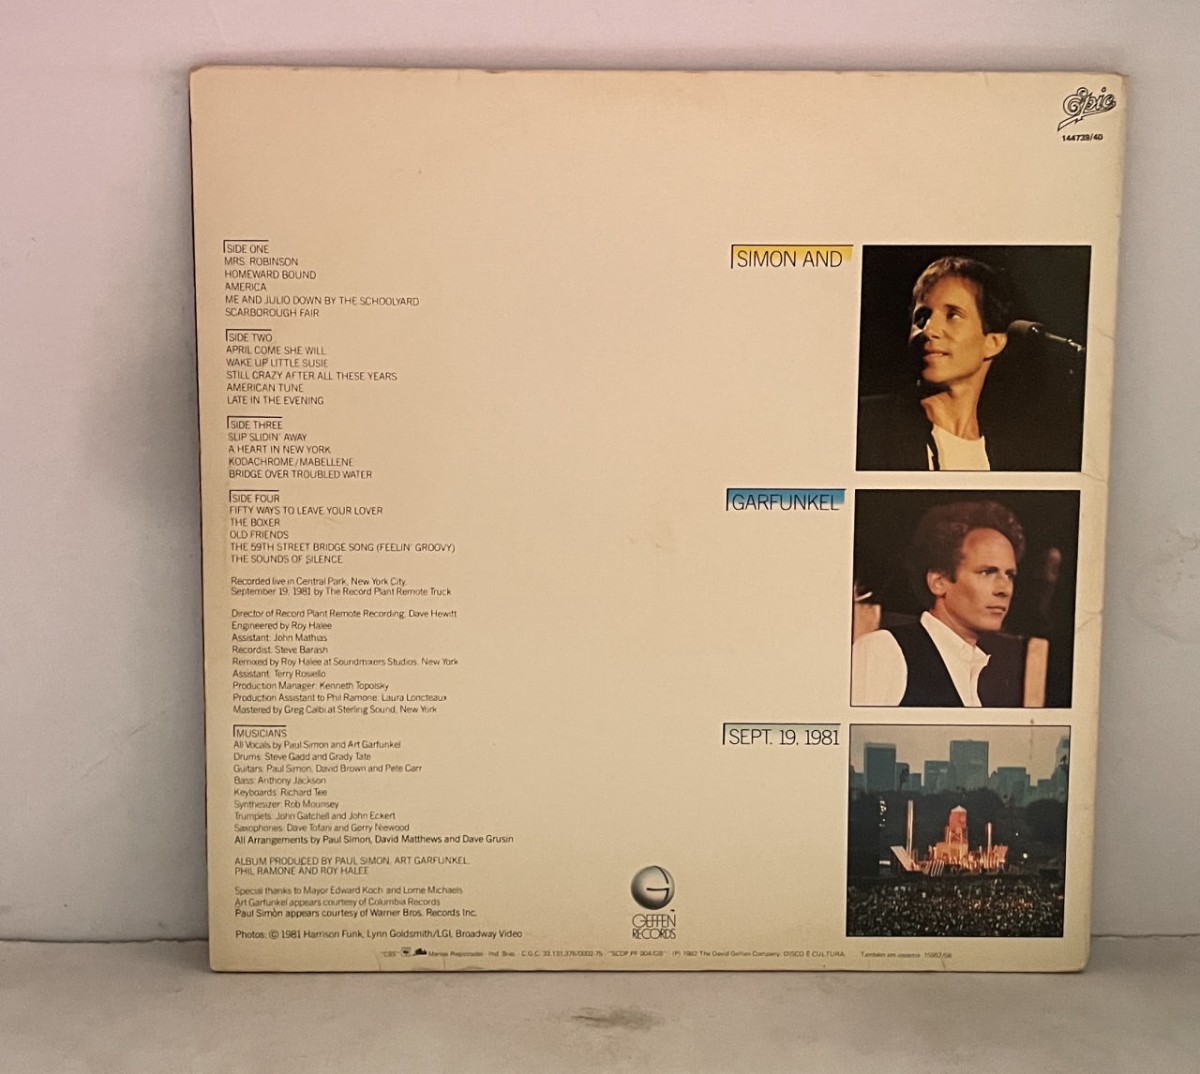 Epic
144739/40
SIDE ONE
MRS. ROBINSON
HOMEWARD BOUND
AMERICA
ME AND JULIO DOWN BY THE SCHOOLYARD
SCARBOROUGH FAIR
SIDE TWO
APRIL COME SHE WILL
WAKE UP LITTLE SUSIE
STILL CRAZY AFTER ALL THESE YEARS
AMERICAN TUNE
LATE IN THE EVENING
SIDE THREE
SLIP SLIDIN' AWAY
A HEART IN NEW YORK
KODACHROME/MABELLENE
BRIDGE OVER TROUBLED WATER
SIDE FOUR
FIFTY WAYS TO LEAVE YOUR LOVER
THE BOXER
OLD FRIENDS
THE 59TH STREET BRIDGE SONG (FEELIN' GROOVY)
THE SOUNDS OF SILENCE
Recorded live in Central Park, New York City.
September 19, 1981 by The Record Plant Remote Truck
Director of Record Plant Remote Recording, Dave Hewitt
Engineered by Roy Halee
Assistant: John Mathias
Recordist: Steve Barash
Remixed by Roy Halee at Soundmixers Studios, New York
Assistant: Terry Rosiello
Production Manager: Kenneth Topolsky
Production Assistant to Phil Ramone: Laura Loncteaux
Mastered by Greg Calbi at Sterling Sound, New York
MUSICIANS
All Vocals by Paul Simon and Art Garfunkel
Drums: Steve Gadd and Grady Tate
Guitars: Paul Simon, David Brown and Pete Carr
Bass: Anthony Jackson
Keyboards: Richard Tee
Synthesizer: Rob Mounsey
Trumpets: John Gatchell and John Eckert
Saxophones: Dave Tofani and Gerry Niewood
All Arrangements by Paul Simon, David Matthews and Dave Grusin
ALBUM PRODUCED BY PAUL SIMON, ART GARFUNKEL,
PHIL RAMONE AND ROY HALEE
Special thanks to Mayor Edward Koch and Lorne Michaels
Art Garfunkel appears courtesy of Columbia Records
Paul Simon appears courtesy of Warner Bros. Records Inc.
Photos: © 1981 Harrison Funk, Lynn Goldsmith/LGI, Broadway Video
SIMON AND
GARFUNKEL
SEPT. 19, 1981
G
GEFFEN
RECORDS
"CBS" Marcas Registradas Ind. Bras. C.G.C. (P) 1982 The David Geffen Company. DISCO É CULTURA. Também em cassette